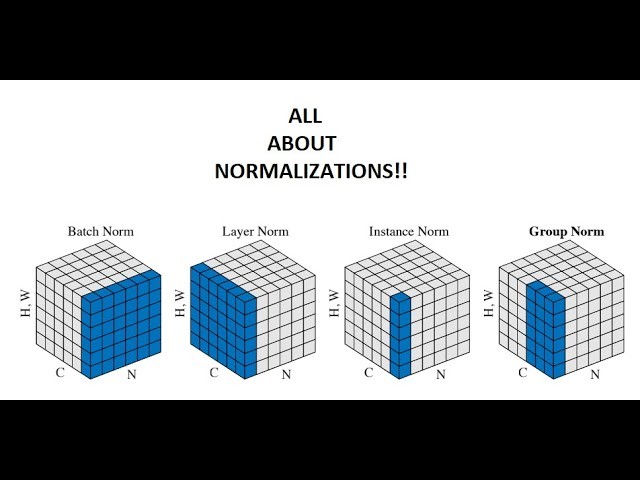 ALL
ABOUT
NORMALIZATIONS!!
Batch Norm
Layer Norm
Instance Norm
Group Norm
H, W
C
N
H, W
C
N
H, W
C
N
H, W
C
N